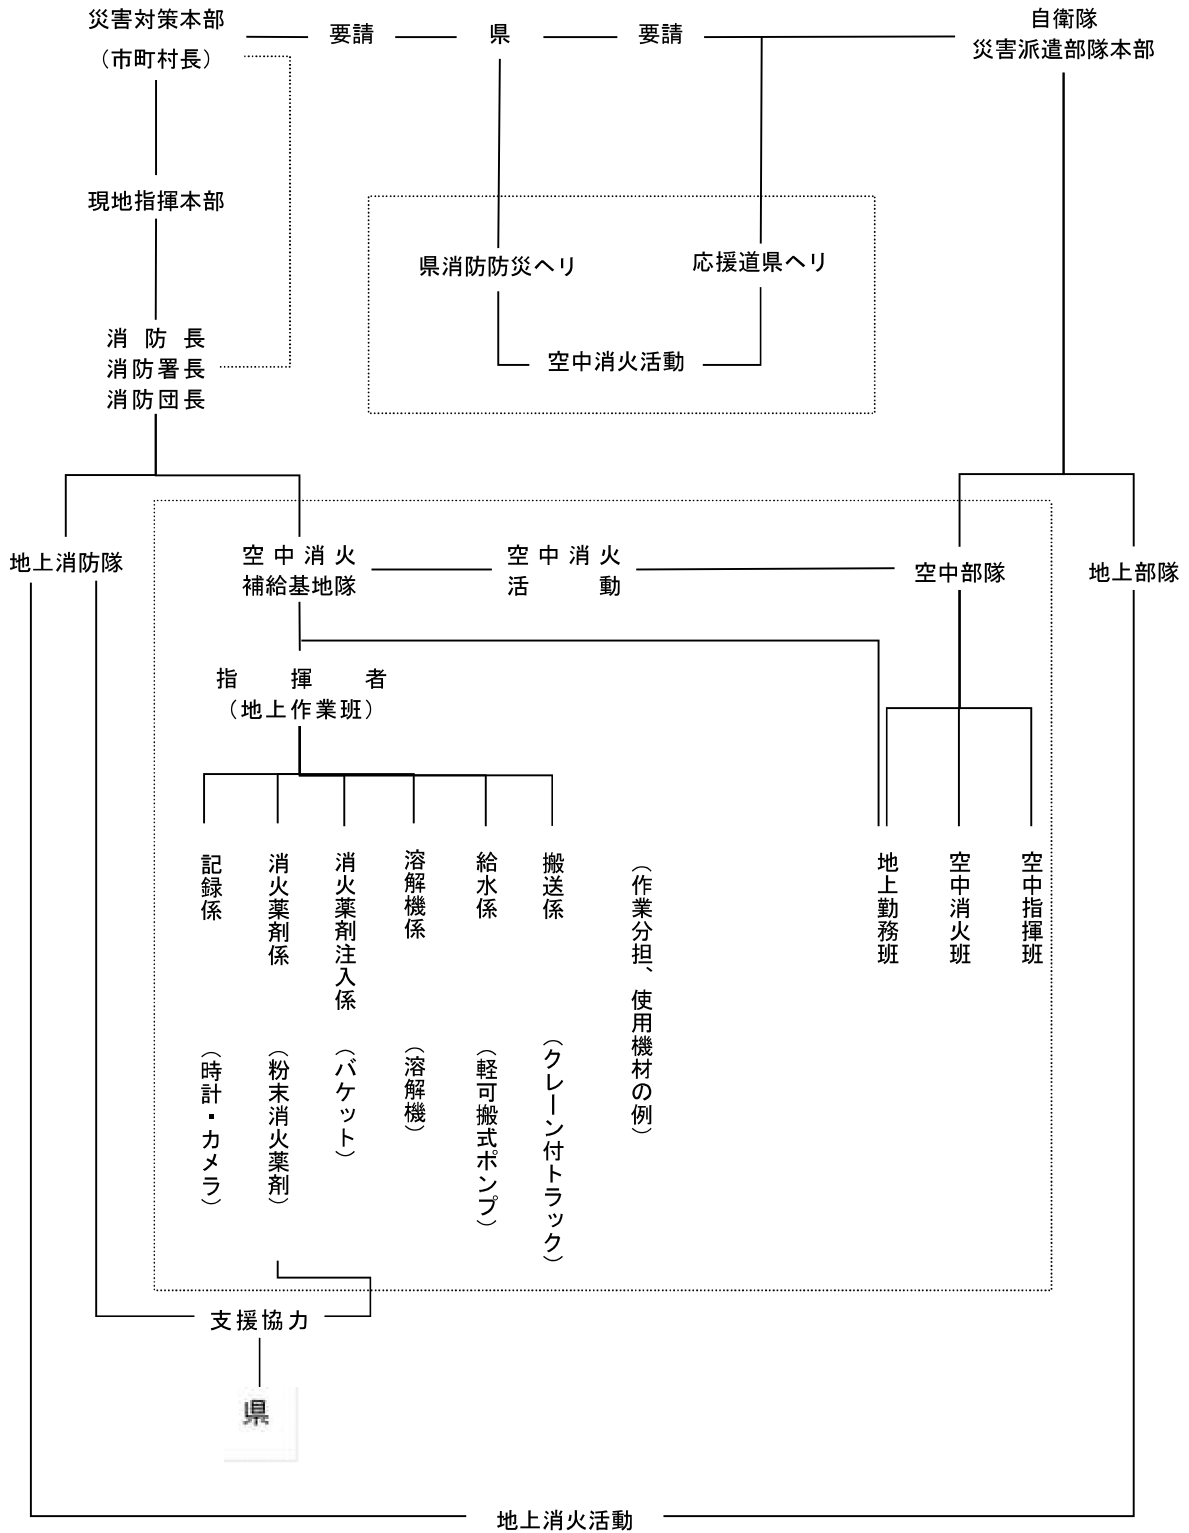 災害対策本部
（市町村長）
要請
県
要請
自衛隊
災害派遣部隊本部
現地指揮本部
県消防防災ヘリ
応援道県ヘリ
空中消火活動
消防長
消防署長
消防団長
地上消防隊
空中消火
補給基地隊
空中消火
活動
空中部隊
地上部隊
指揮者
（地上作業班）
記録係
（時計・カメラ）
消火薬剤係
（粉末消火薬剤）
消火薬剤注入係
（バケット）
溶解機係
（溶解機）
給水係
（軽可搬式ポンプ）
搬送係
（クレーン付トラック）
（作業分担、使用機材の例）
地上勤務班
空中消火班
空中指揮班
支援協力
県
地上消火活動